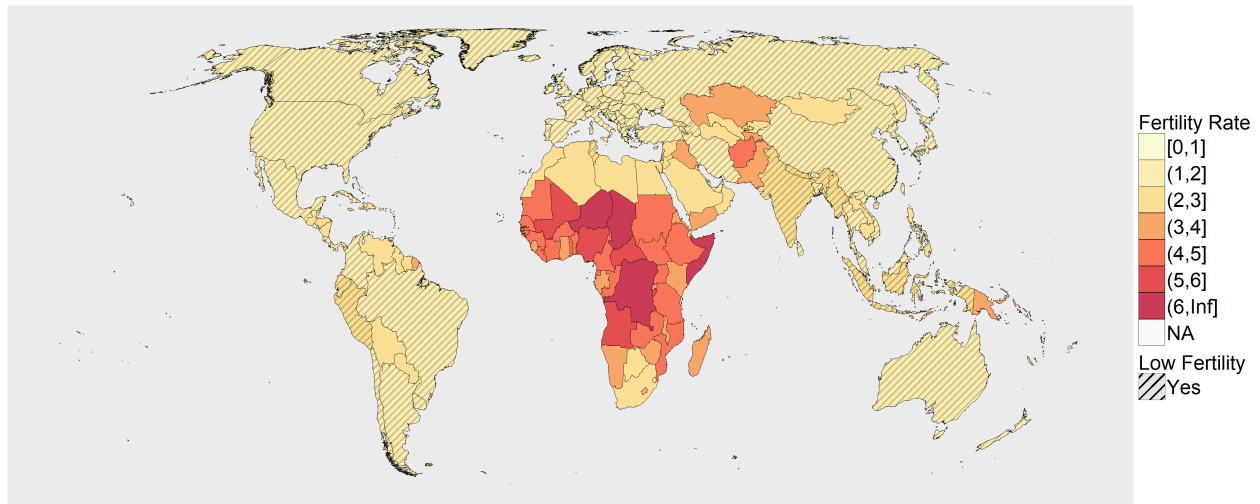 Fertility Rate
[0,1]
(1,2]
(2,3]
(3,4]
(4,5]
(5,6]
(6,Inf]
NA
Low Fertility
Yes